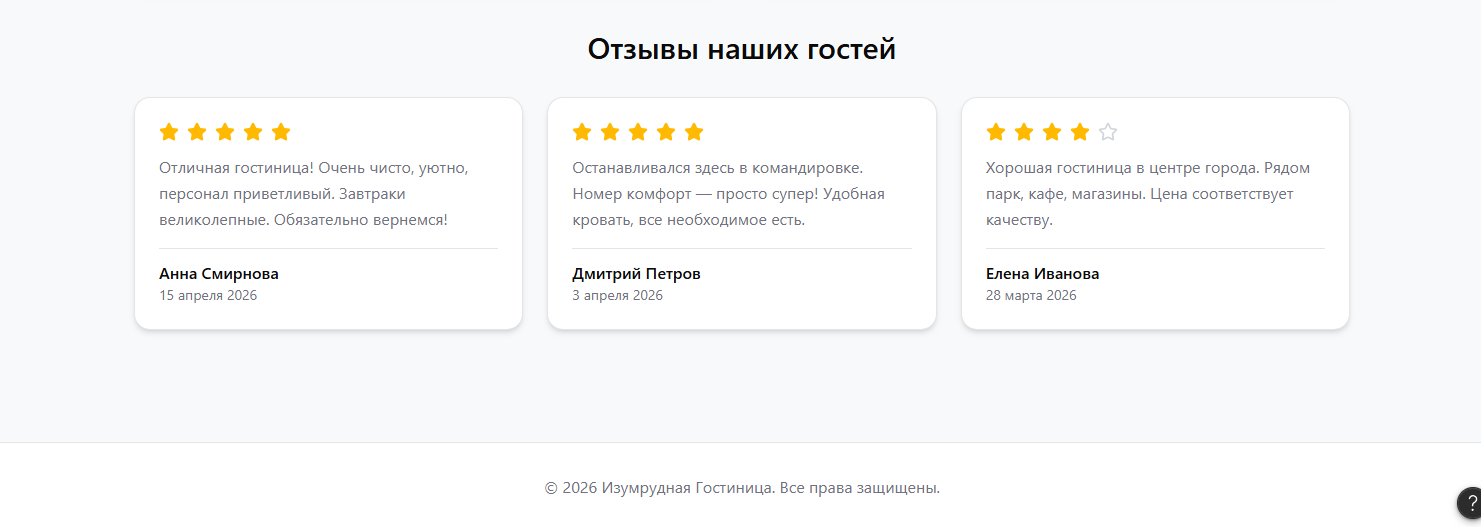 Отзывы наших гостей
Отличная гостиница! Очень чисто, уютно,
персонал приветливый. Завтраки
великолепные. Обязательно вернемся!
Анна Смирнова
15 апреля 2026
Останавливался здесь в командировке.
Номер комфорт — просто супер! Удобная
кровать, все необходимое есть.
Дмитрий Петров
3 апреля 2026
Хорошая гостиница в центре города. Рядом
парк, кафе, магазины. Цена соответствует
качеству.
Елена Иванова
28 марта 2026
© 2026 Изумрудная Гостиница. Все права защищены.
?